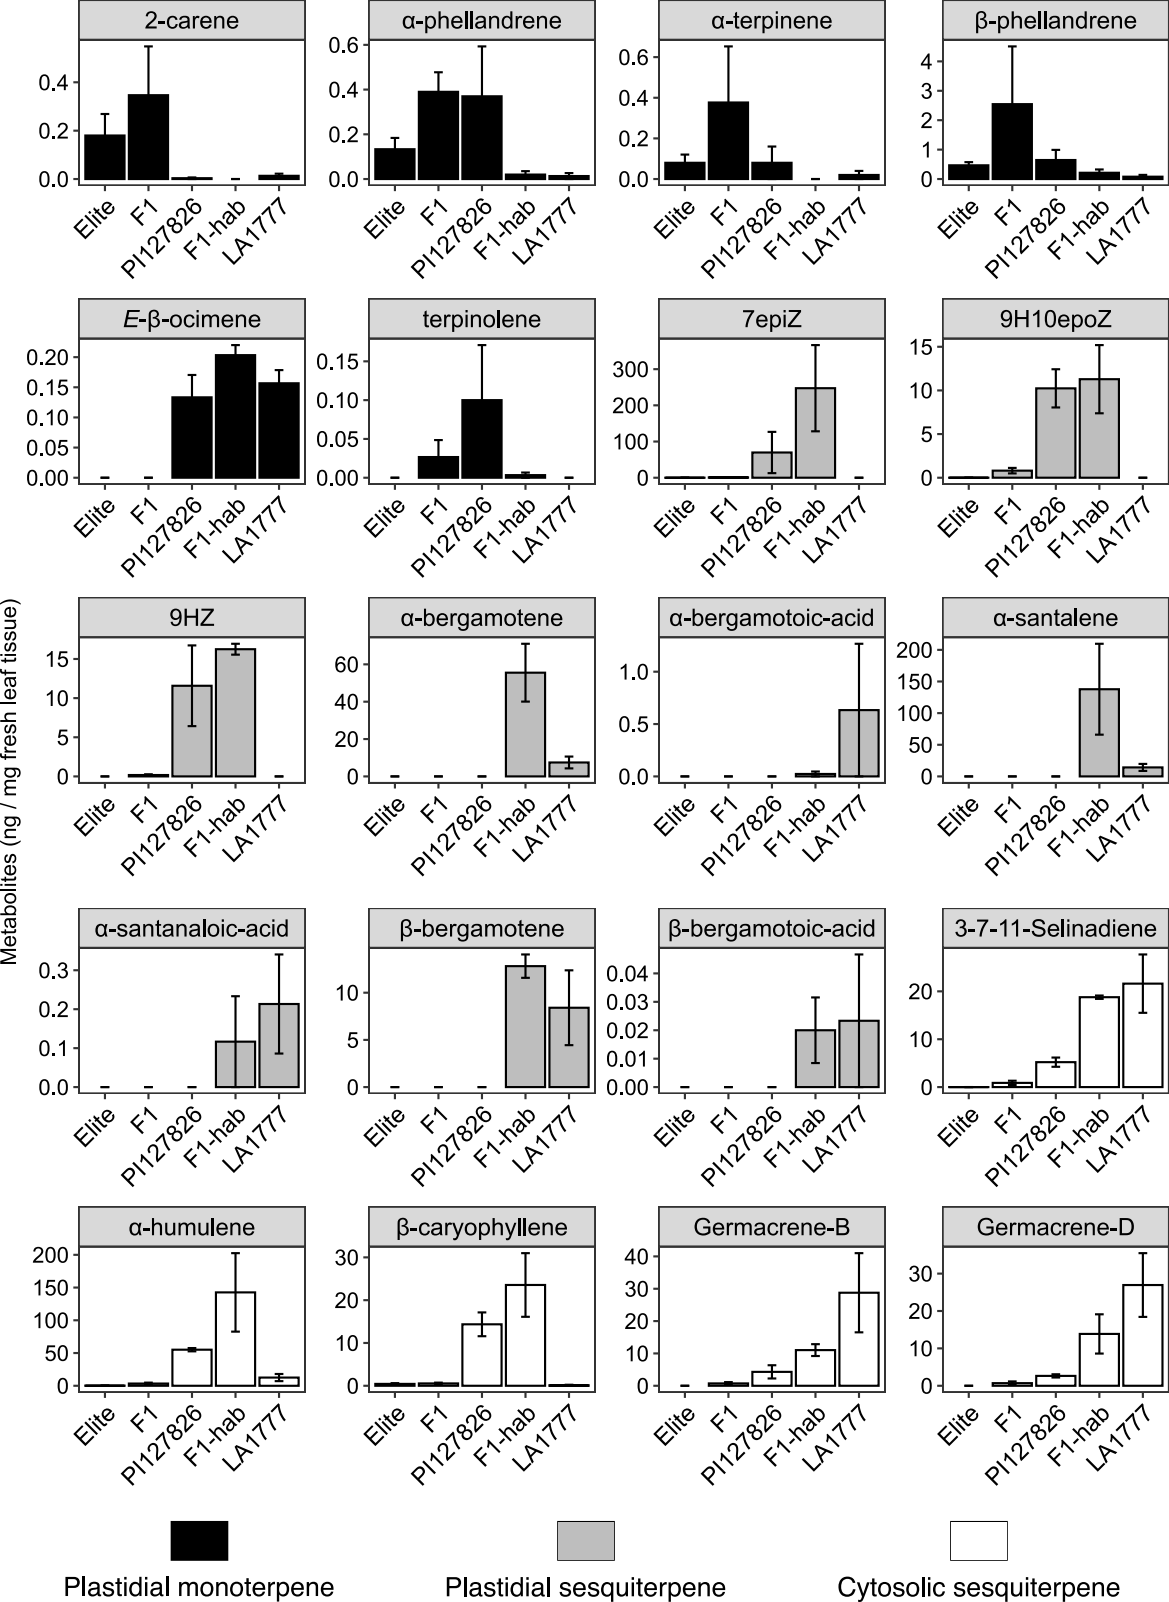 2-carene
α-phellandrene
α-terpinene
β-phellandrene
0.4
0.2
0.0
0.6
0.4
0.2
0.0
0.6
0.4
0.2
0.0
4
3
2
1
0
Elite
F1
PI127826
F1-hab
LA1777
Elite
F1
PI127826
F1-hab
LA1777
Elite
F1
PI127826
F1-hab
LA1777
Elite
F1
PI127826
F1-hab
LA1777
E-β-ocimene
terpinolene
7epiZ
9H10epoZ
0.20
0.15
0.10
0.05
0.00
0.15
0.10
0.05
0.00
300
200
100
0
15
10
5
0
Elite
F1
PI127826
F1-hab
LA1777
Elite
F1
PI127826
F1-hab
LA1777
Elite
F1
PI127826
F1-hab
LA1777
Elite
F1
PI127826
F1-hab
LA1777
Metabolites (ng / mg fresh leaf tissue)
9HZ
α-bergamotene
α-bergamotoic-acid
α-santalene
15
10
5
0
60
40
20
0
1.0
0.5
0.0
200
150
100
50
0
Elite
F1
PI127826
F1-hab
LA1777
Elite
F1
PI127826
F1-hab
LA1777
Elite
F1
PI127826
F1-hab
LA1777
Elite
F1
PI127826
F1-hab
LA1777
α-santanaloic-acid
β-bergamotene
β-bergamotoic-acid
3-7-11-Selinadiene
0.3
0.2
0.1
0.0
10
5
0
0.04
0.03
0.02
0.01
0.00
20
10
0
Elite
F1
PI127826
F1-hab
LA1777
Elite
F1
PI127826
F1-hab
LA1777
Elite
F1
PI127826
F1-hab
LA1777
Elite
F1
PI127826
F1-hab
LA1777
α-humulene
β-caryophyllene
Germacrene-B
Germacrene-D
200
150
100
50
0
30
20
10
0
40
30
20
10
0
30
20
10
0
Elite
F1
PI127826
F1-hab
LA1777
Elite
F1
PI127826
F1-hab
LA1777
Elite
F1
PI127826
F1-hab
LA1777
Elite
F1
PI127826
F1-hab
LA1777
Plastidial monoterpene
Plastidial sesquiterpene
Cytosolic sesquiterpene